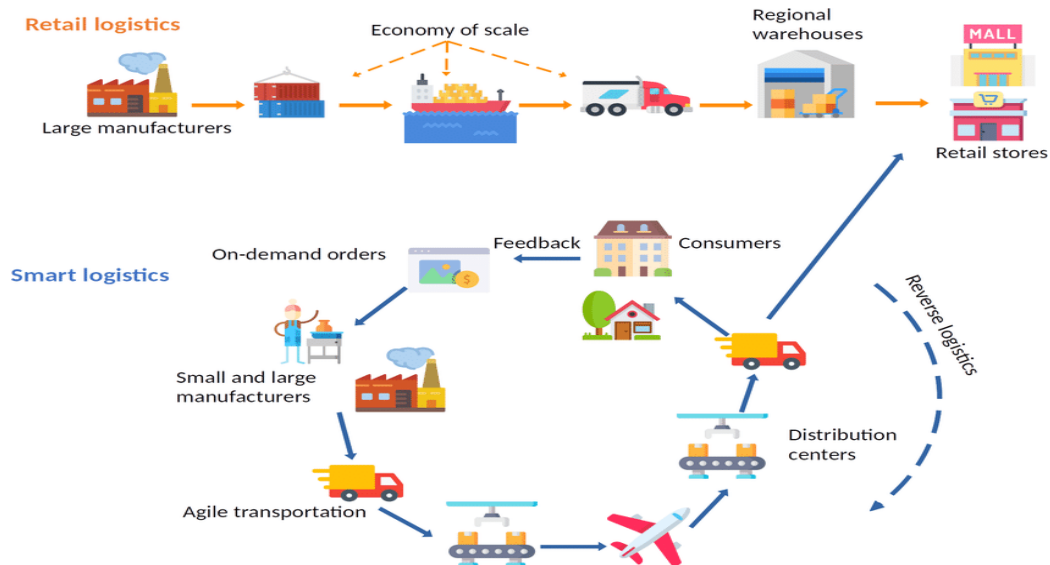 Retail logistics
Economy of scale
Regional
warehouses
MALL
Large manufacturers
Retail stores
On-demand orders
Feedback
Consumers
Smart logistics
$
Reverse logistics
Small and large
manufacturers
Distribution
centers
Agile transportation